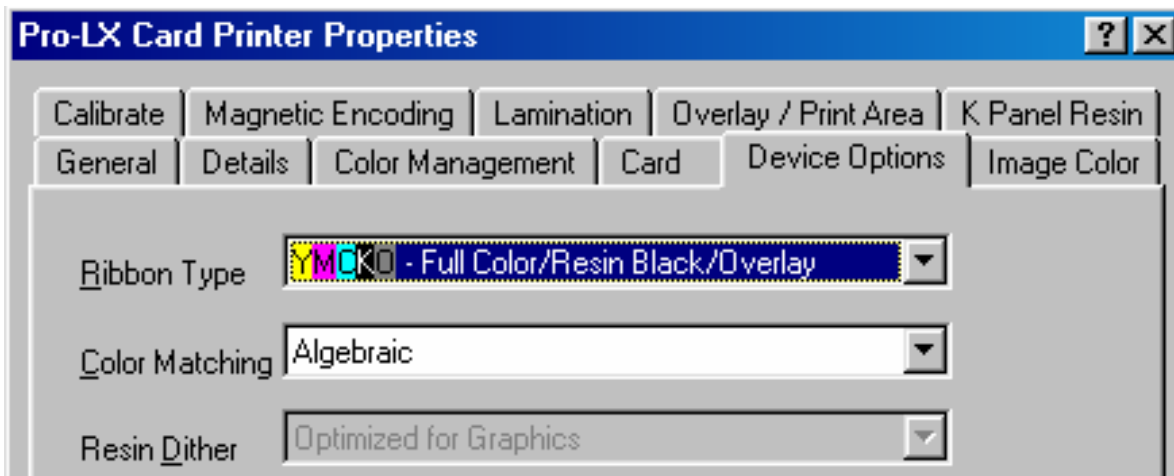 Pro-LX Card Printer Properties ? X
Calibrate Magnetic Encoding Lamination Overlay / Print Area K Panel Resin
General Details Color Management Card Device Options Image Color
Ribbon Type YMCKO - Full Color/Resin Black/Overlay
Color Matching Algebraic
Resin Dither Optimized for Graphics